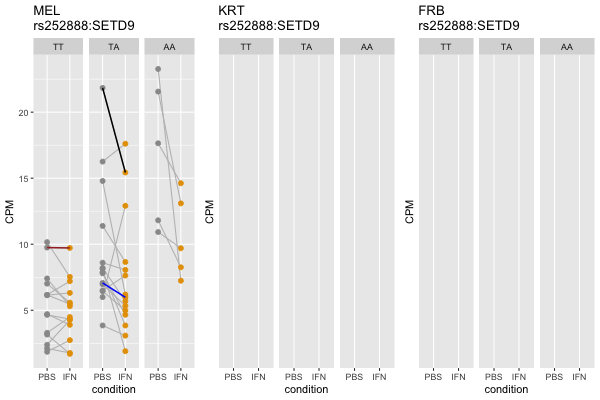 MEL
rs252888:SETD9
TT TA AA
CPM
20
15
10
5
PBS IFN PBS IFN PBS IFN
condition
KRT
rs252888:SETD9
TT TA AA
CPM
PBS IFN PBS IFN PBS IFN
condition
FRB
rs252888:SETD9
TT TA AA
CPM
PBS IFN PBS IFN PBS IFN
condition